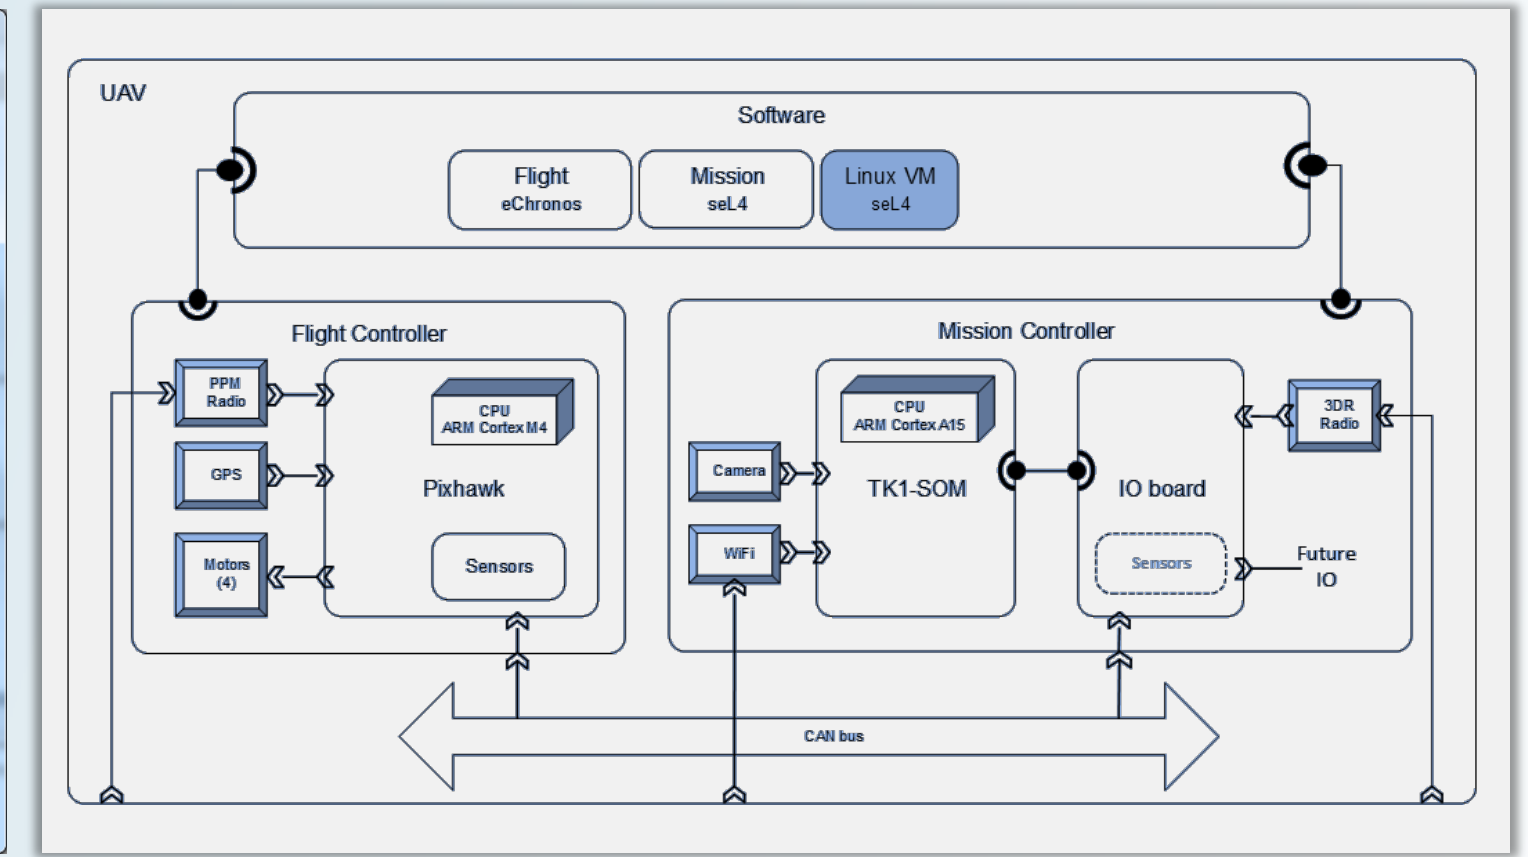 UAV
Software
Flight
eChronos
Mission
seL4
Linux VM
seL4
Flight Controller
PPM
Radio
GPS
Motors
(4)
CPU
ARM Cortex M4
Pixhawk
Sensors
Mission Controller
Camera
WiFi
CPU
ARM Cortex A15
TK1-SOM
IO board
Sensors
3DR
Radio
Future
IO
CAN bus